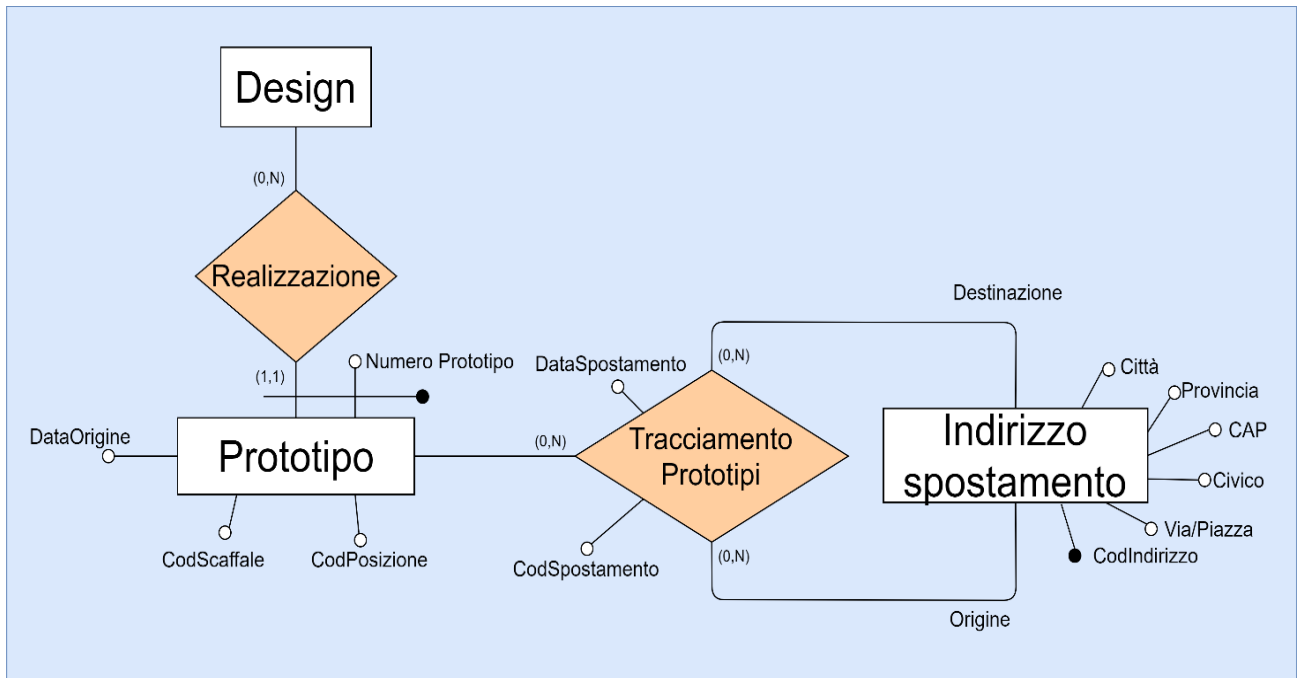 Design
(0,N)
Realizzazione
(1,1)
Numero Prototipo
DataOrigine
Prototipo
CodScaffale
CodPosizione
(0,N)
DataSpostamento
Tracciamento
Prototipi
CodSpostamento
Destinazione
(0,N)
(0,N)
Origine
Indirizzo
spostamento
Città
Provincia
CAP
Civico
Via/Piazza
CodIndirizzo